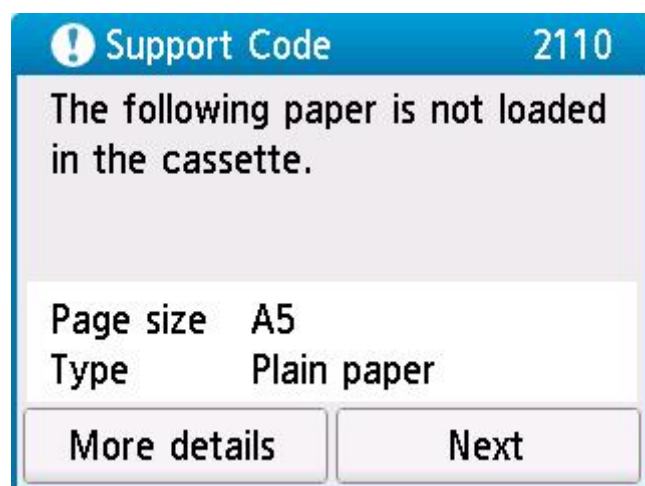 Support Code 2110
The following paper is not loaded
in the cassette.
Page size A5
Type Plain paper
More details Next